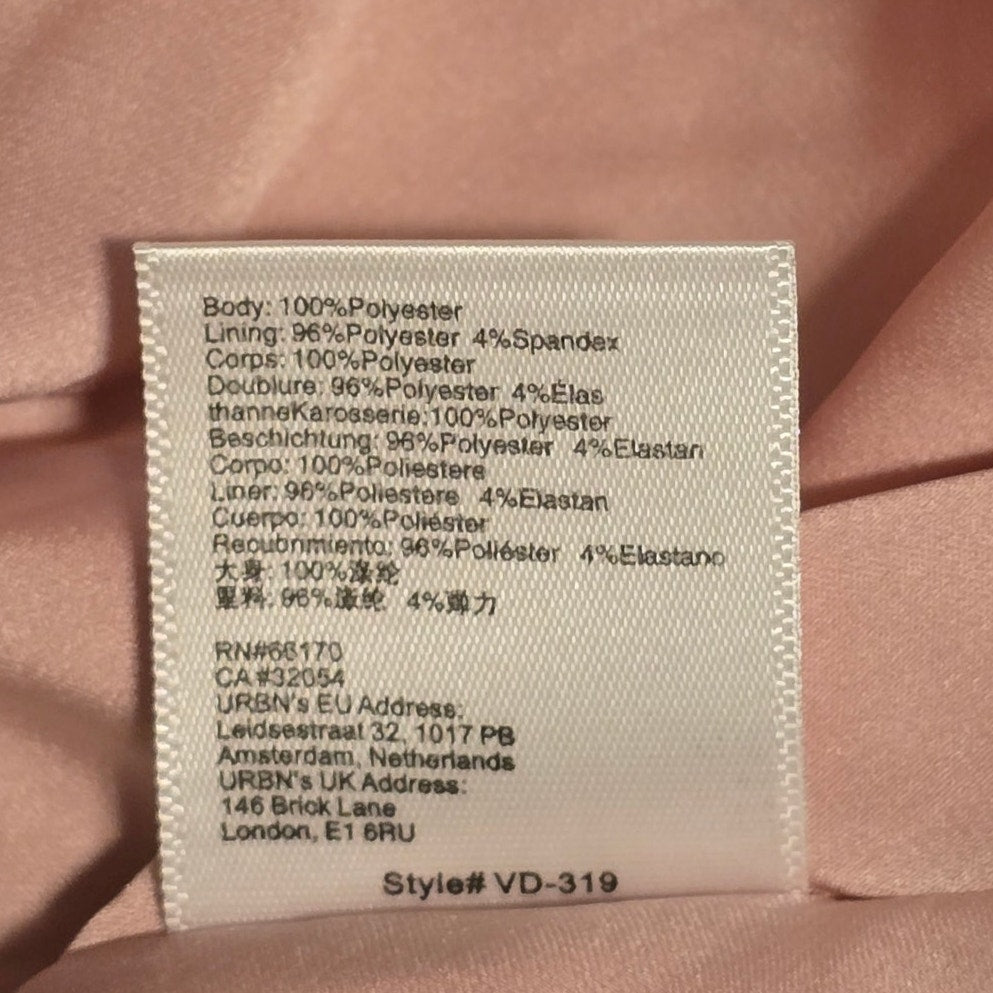 Body: 100%Polyester
Lining: 96%Polyester 4%Spandex
Corps: 100%Polyester
Doublure: 96%Polyester 4%Élas
thanneKarosserie:100%Polyester
Beschichtung: 96%Polyester 4%Elastan
Corpo: 100%Poliestere
Liner: 96%Poliestere 4%Elastan
Cuerpo: 100%Poliéster
Recubrimiento: 96%Poliéster 4%Elastano
大身: 100%涤纶
里料: 96%涤纶 4%弹力
RN#66170
CA #32054
URBN's EU Address:
Leidsestraat 32, 1017 PB
Amsterdam, Netherlands
URBN's UK Address:
146 Brick Lane
London, E1 6RU
Style# VD-319